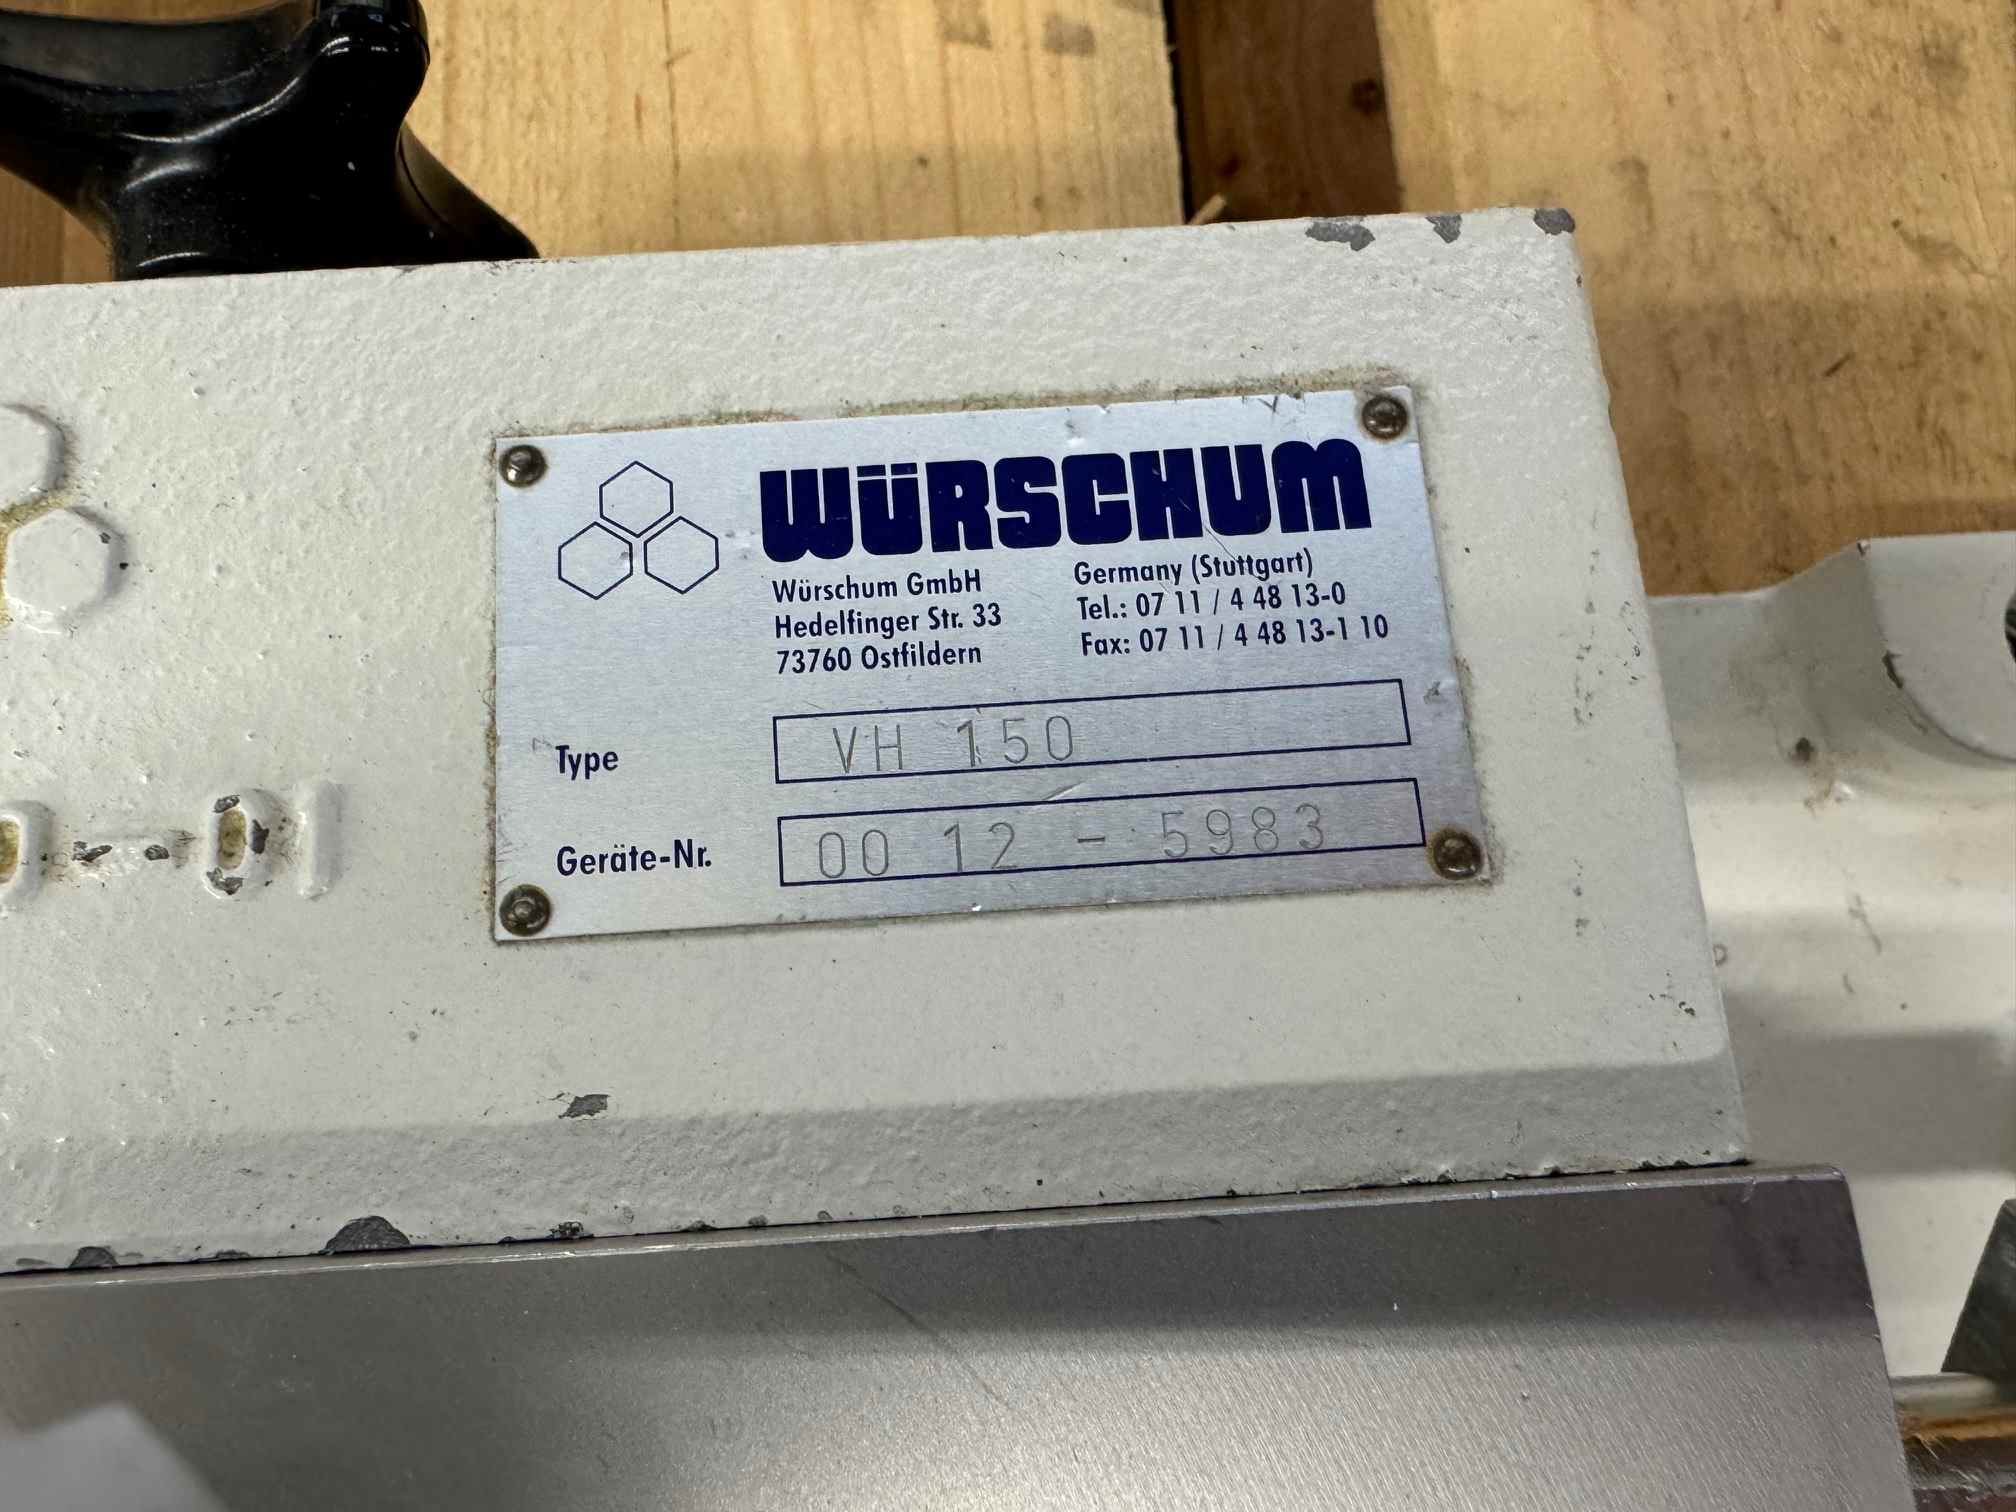 WÜRSCHUM
Würschum GmbH
Hedelfinger Str. 33
73760 Ostfildern
Germany (Stuttgart)
Tel.: 07 11 / 4 48 13-0
Fax: 07 11 / 4 48 13-1 10
Type VH 150
Geräte-Nr. 00 12 - 5983
-01